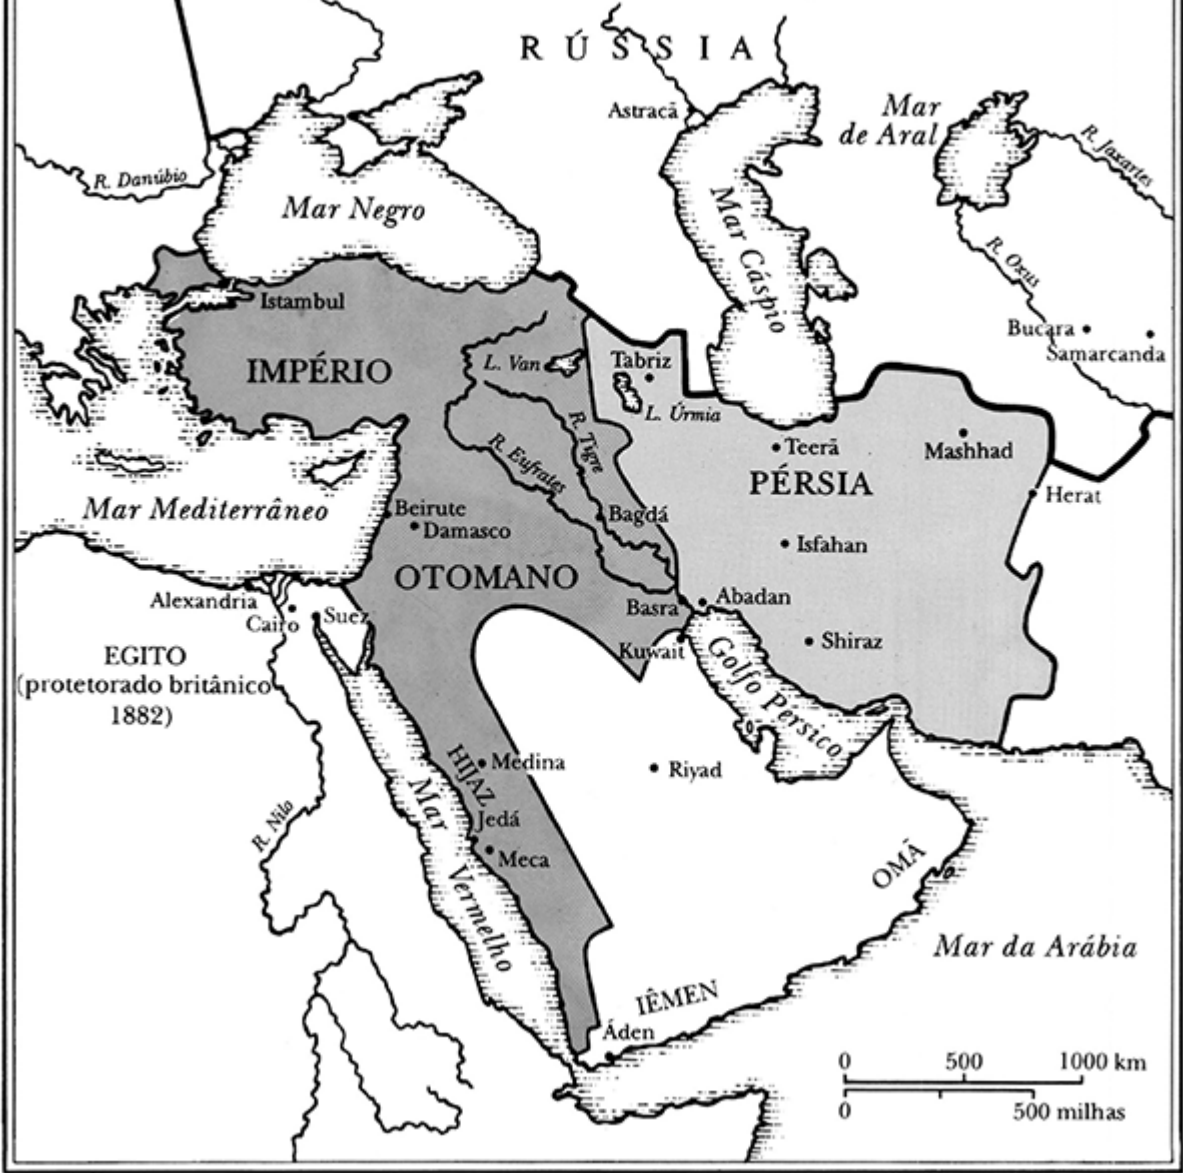 RÚSSIA
Astracã
Mar
de Aral
R. Jaxartes
R. Danúbio
Mar Negro
Mar Cáspio
R. Oxus
Istambul
Bucara
Samarcanda
IMPÉRIO
L. Van
Tabriz
L. Úrmia
R. Tigre
R. Eufrates
Teerã
Mashhad
PÉRSIA
Herat
Mar Mediterrâneo
Beirute
Damasco
Bagdá
Isfahan
OTOMANO
Alexandria
Cairo
Suez
Basra
Abadan
Kuwait
Shiraz
Golfo Pérsico
EGITO
(protetorado britânico
1882)
HIJAZ
Medina
Riyad
Mar Vermelho
Jedá
Meca
R. Nilo
OMÃ
Mar da Arábia
IÊMEN
Áden
0 500 1000 km
0 500 milhas